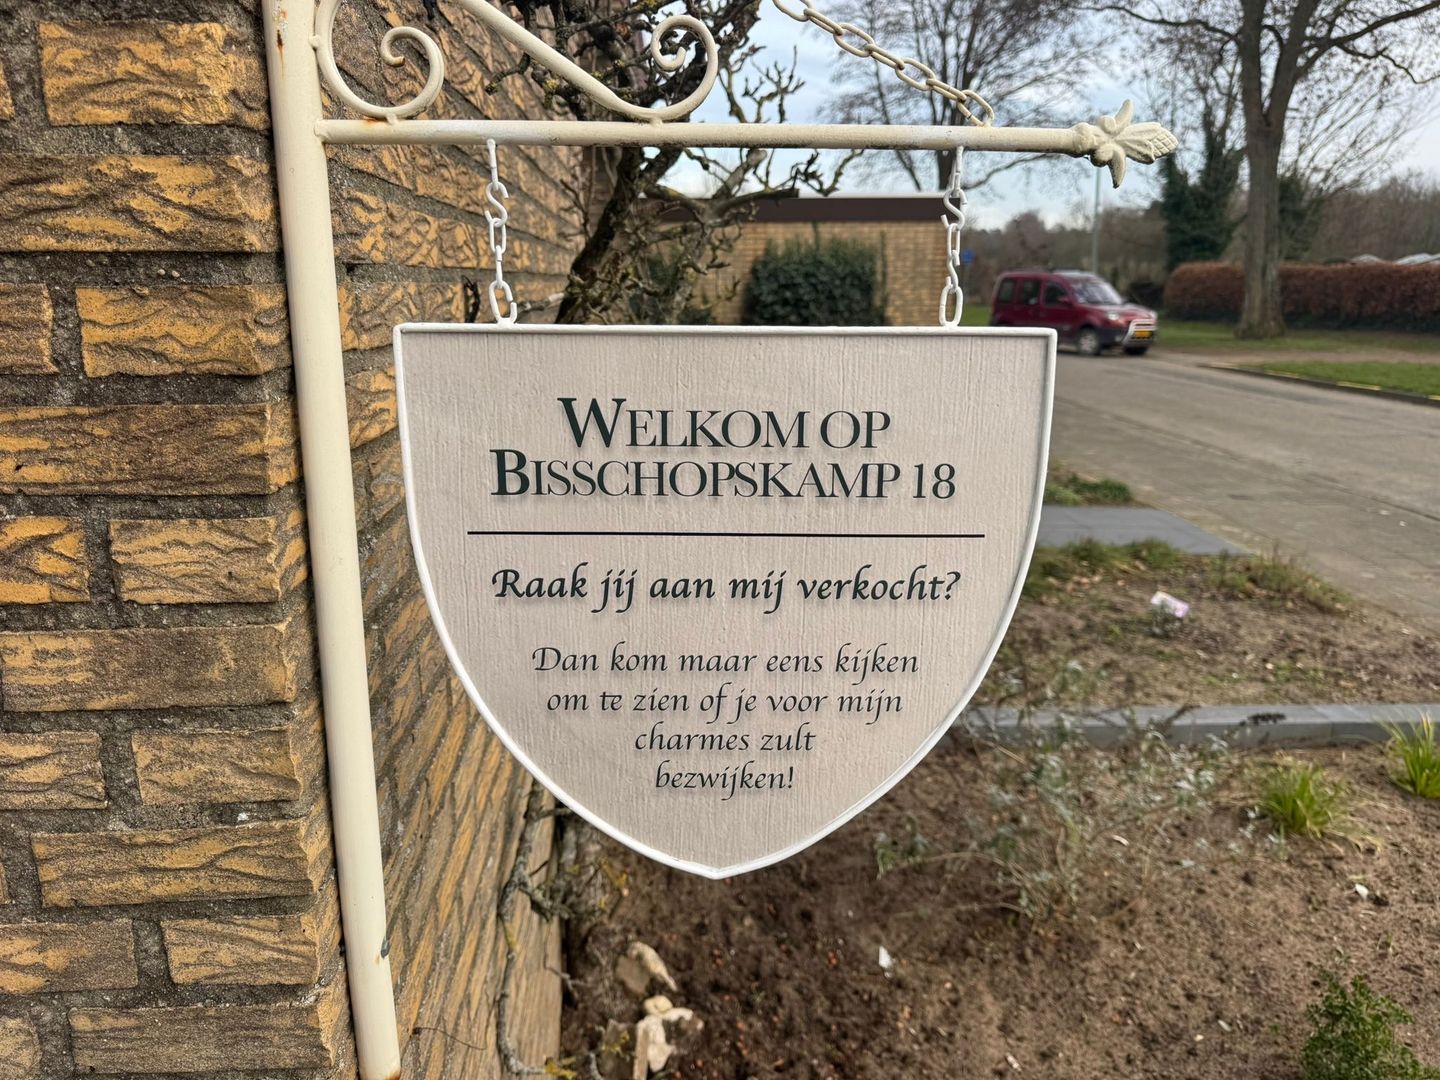 WELKOM OP
BISSCHOPSKAMP 18
Raak jij aan mij verkocht?
Dan kom maar eens kijken
om te zien of je voor mijn
charmes zult
bezwijken!